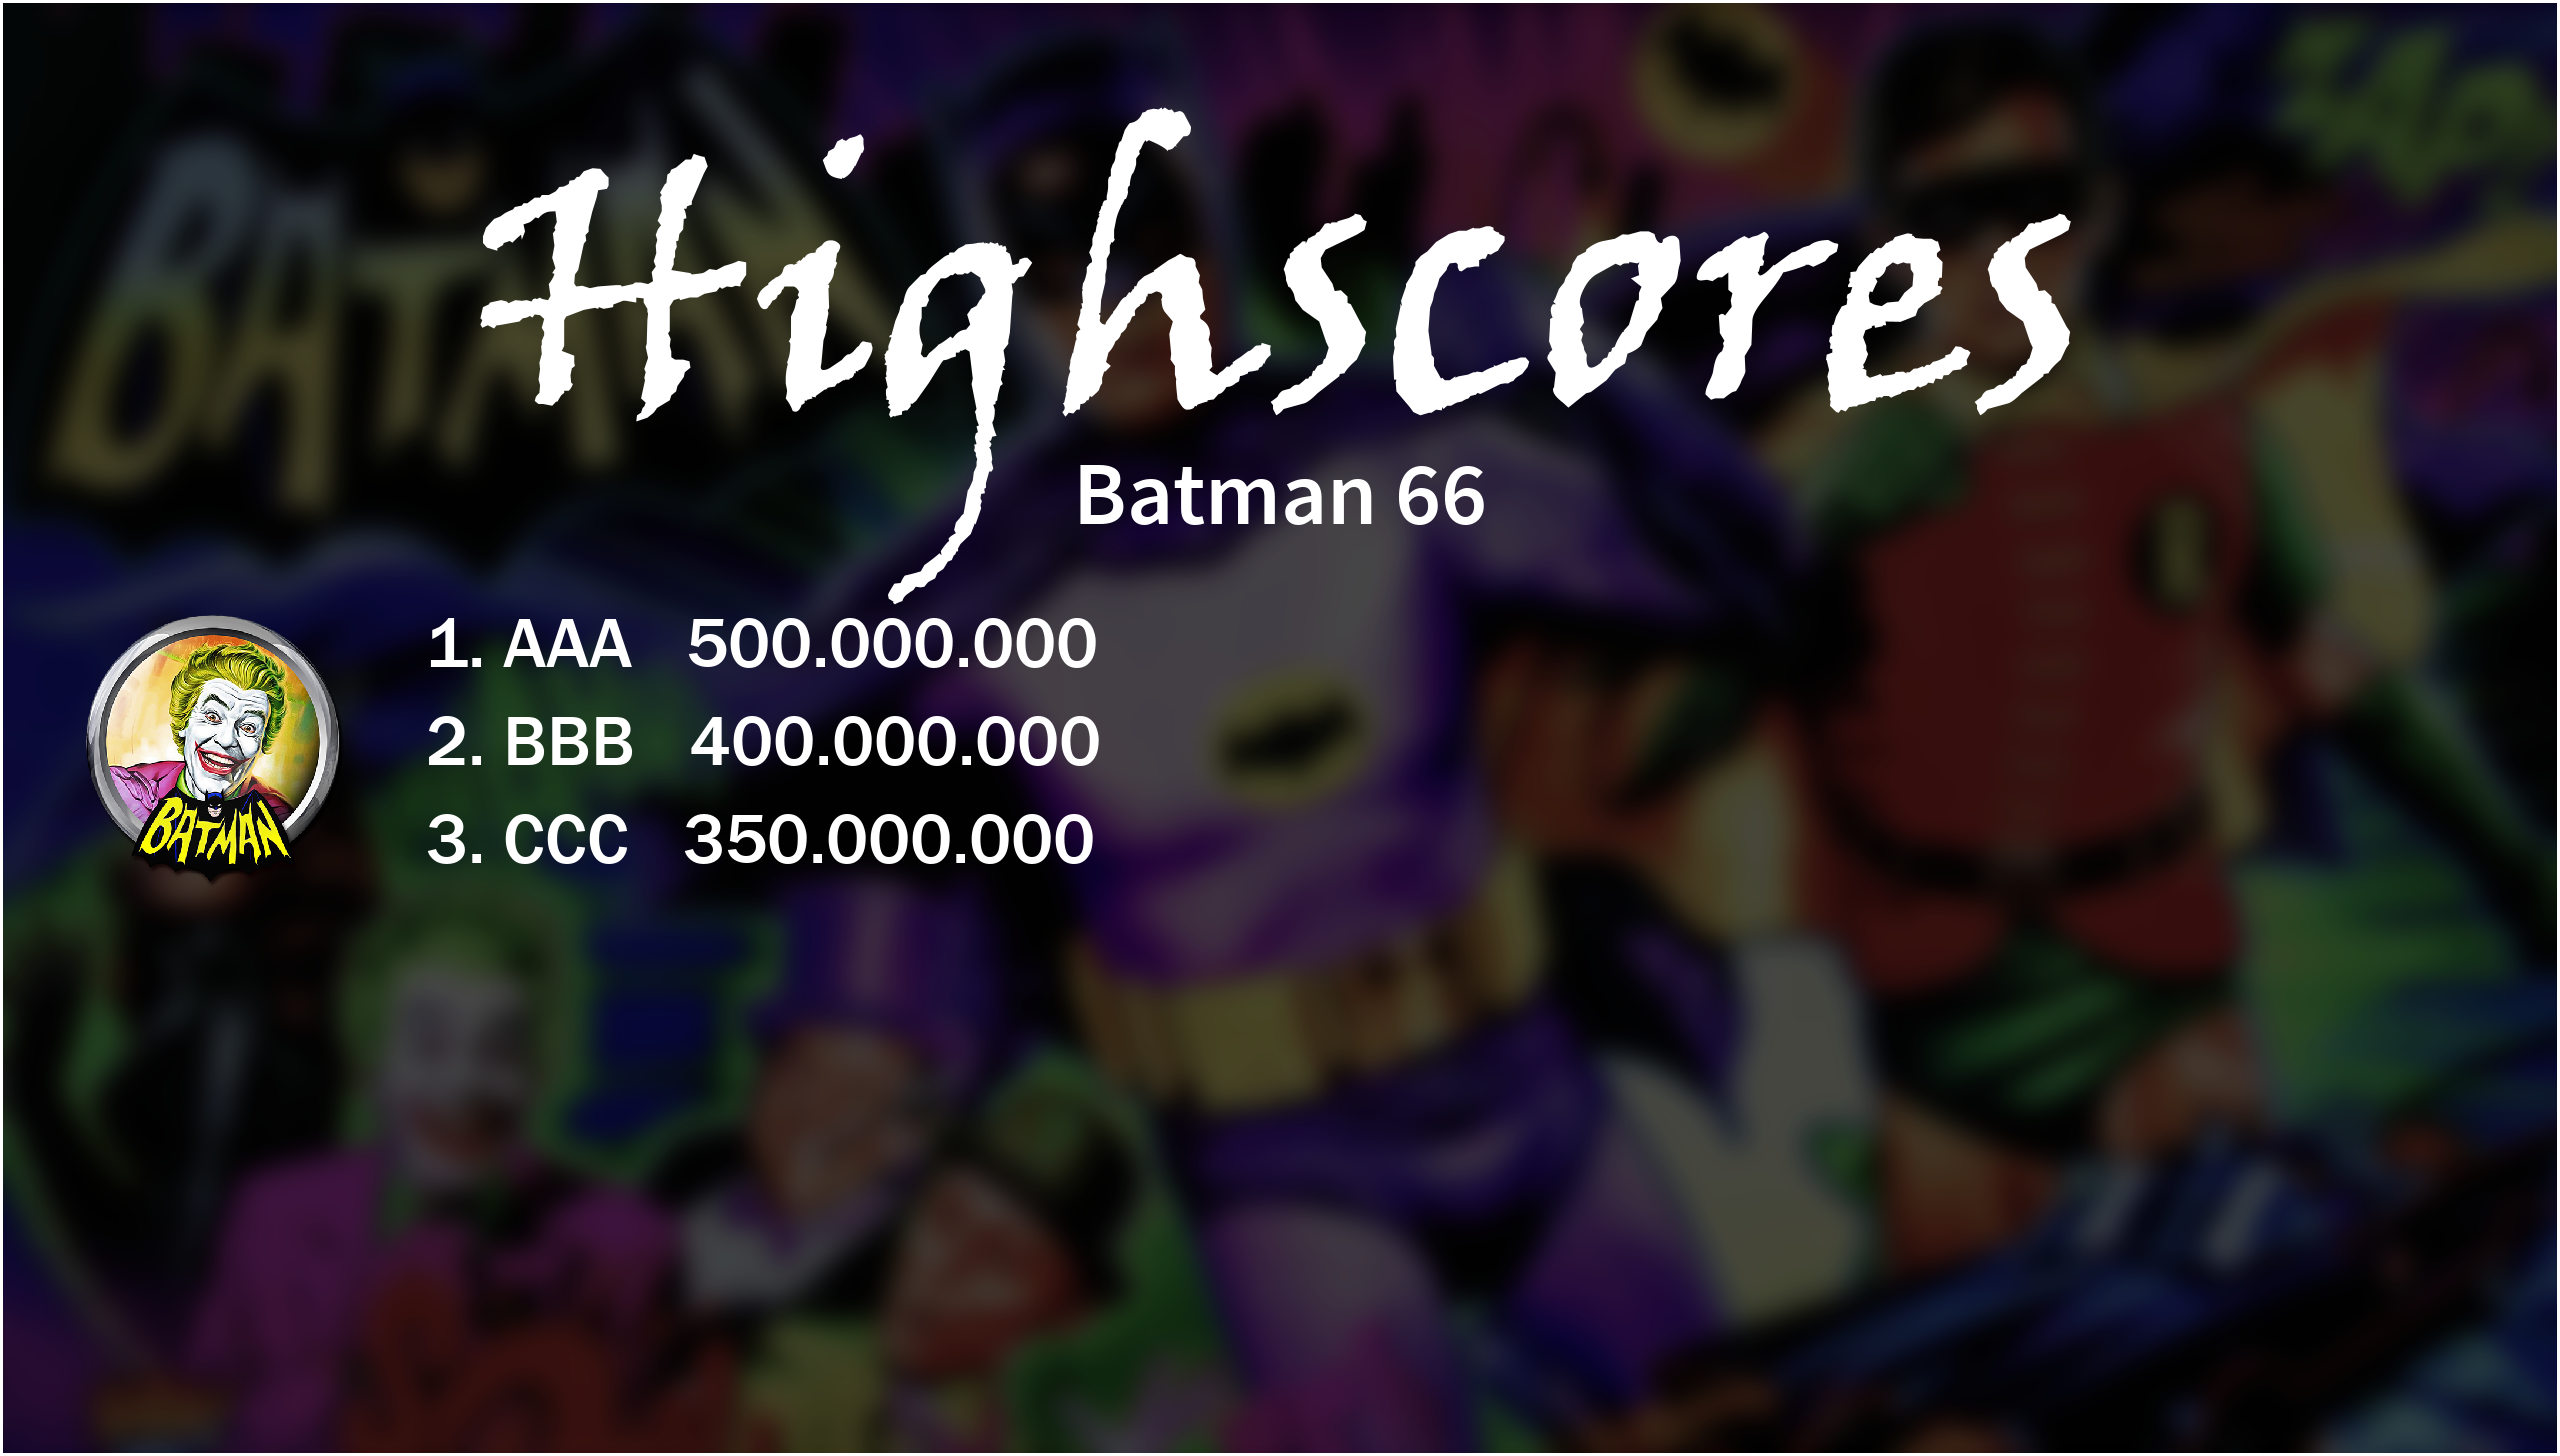 Highscores
Batman 66
1. AAA 500.000.000
2. BBB 400.000.000
3. CCC 350.000.000
BATMAN
BATMAN